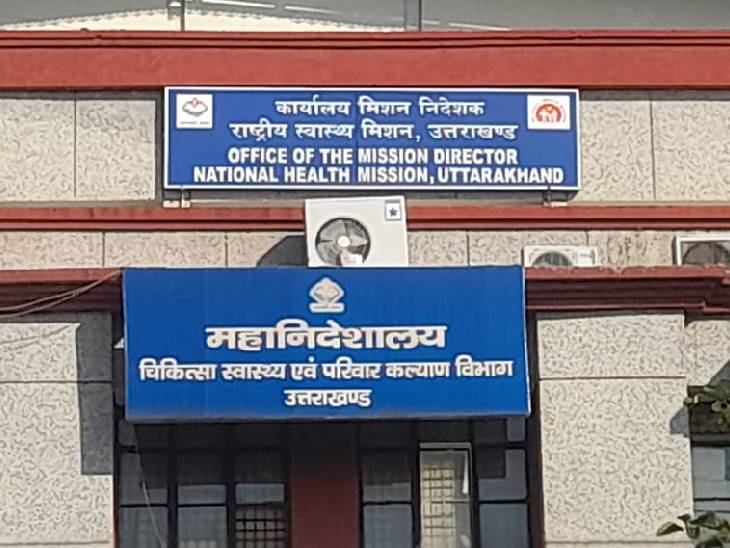 कार्यालय मिशन निदेशक
राष्ट्रीय स्वास्थ्य मिशन, उत्तराखण्ड
OFFICE OF THE MISSION DIRECTOR
NATIONAL HEALTH MISSION, UTTARAKHAND
महानिदेशालय
चिकित्सा स्वास्थ्य एवं परिवार कल्याण विभाग
उत्तराखण्ड